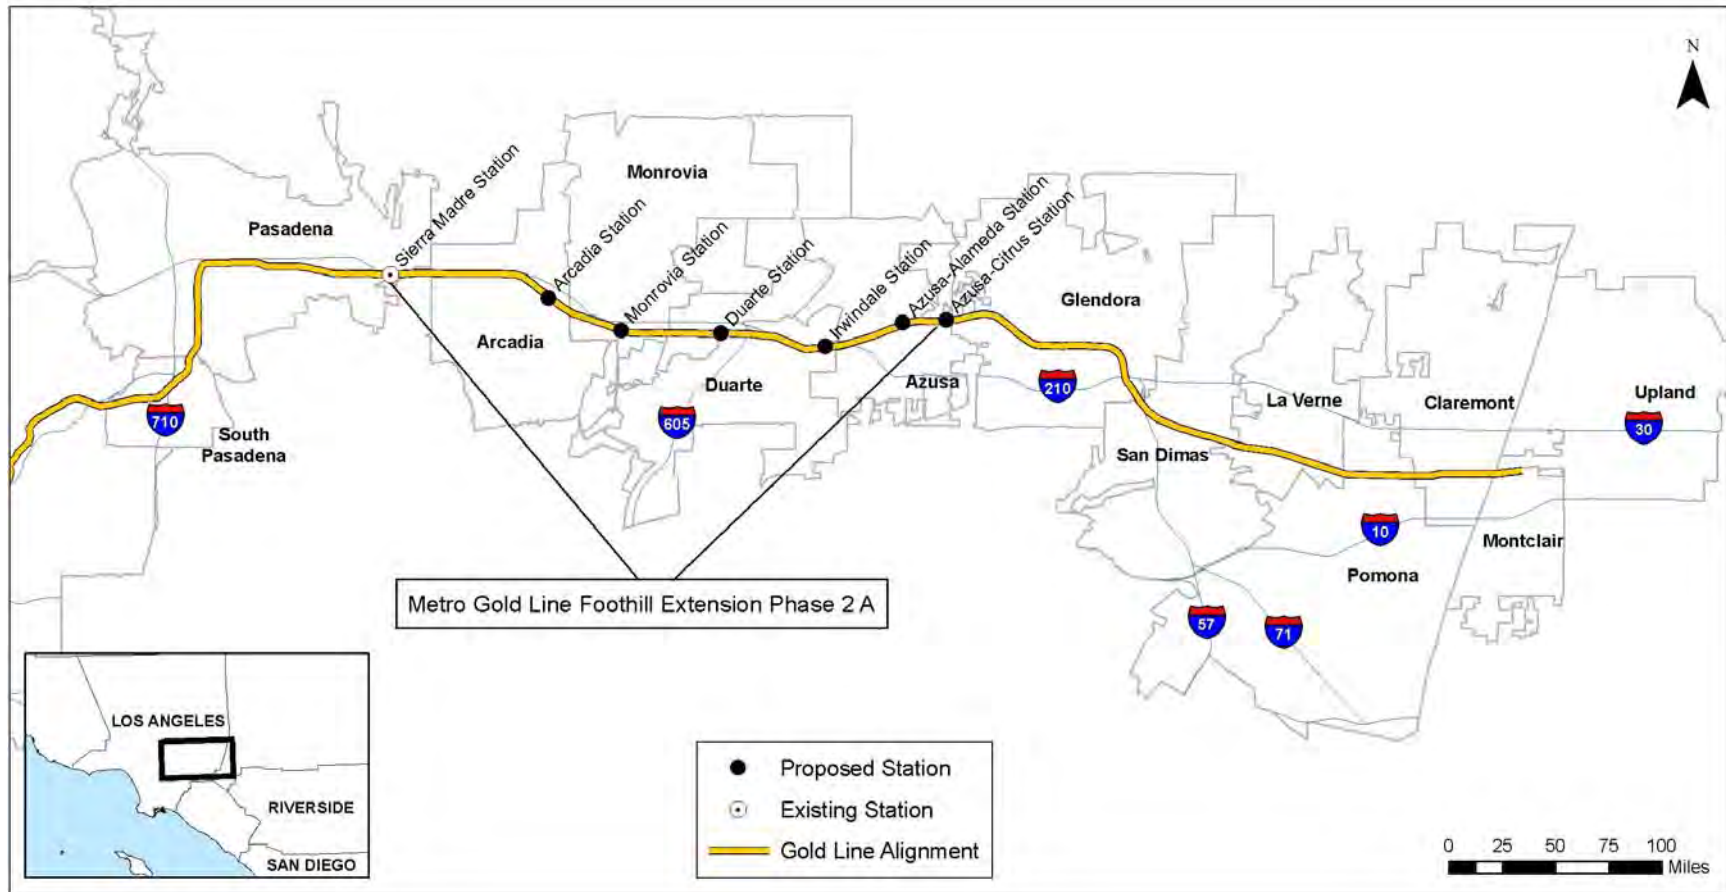 N
Sierra Madre Station
Arcadia Station
Monrovia Station
Duarte Station
Irwindale Station
Azusa-Alameda Station
Azusa-Citrus Station
Pasadena
Monrovia
Glendora
Arcadia
Duarte
Azusa
210
La Verne
Claremont
Upland
30
710
605
South
Pasadena
San Dimas
10
Montclair
Pomona
57
71
Metro Gold Line Foothill Extension Phase 2 A
LOS ANGELES
RIVERSIDE
SAN DIEGO
Proposed Station
Existing Station
Gold Line Alignment
0 25 50 75 100
Miles